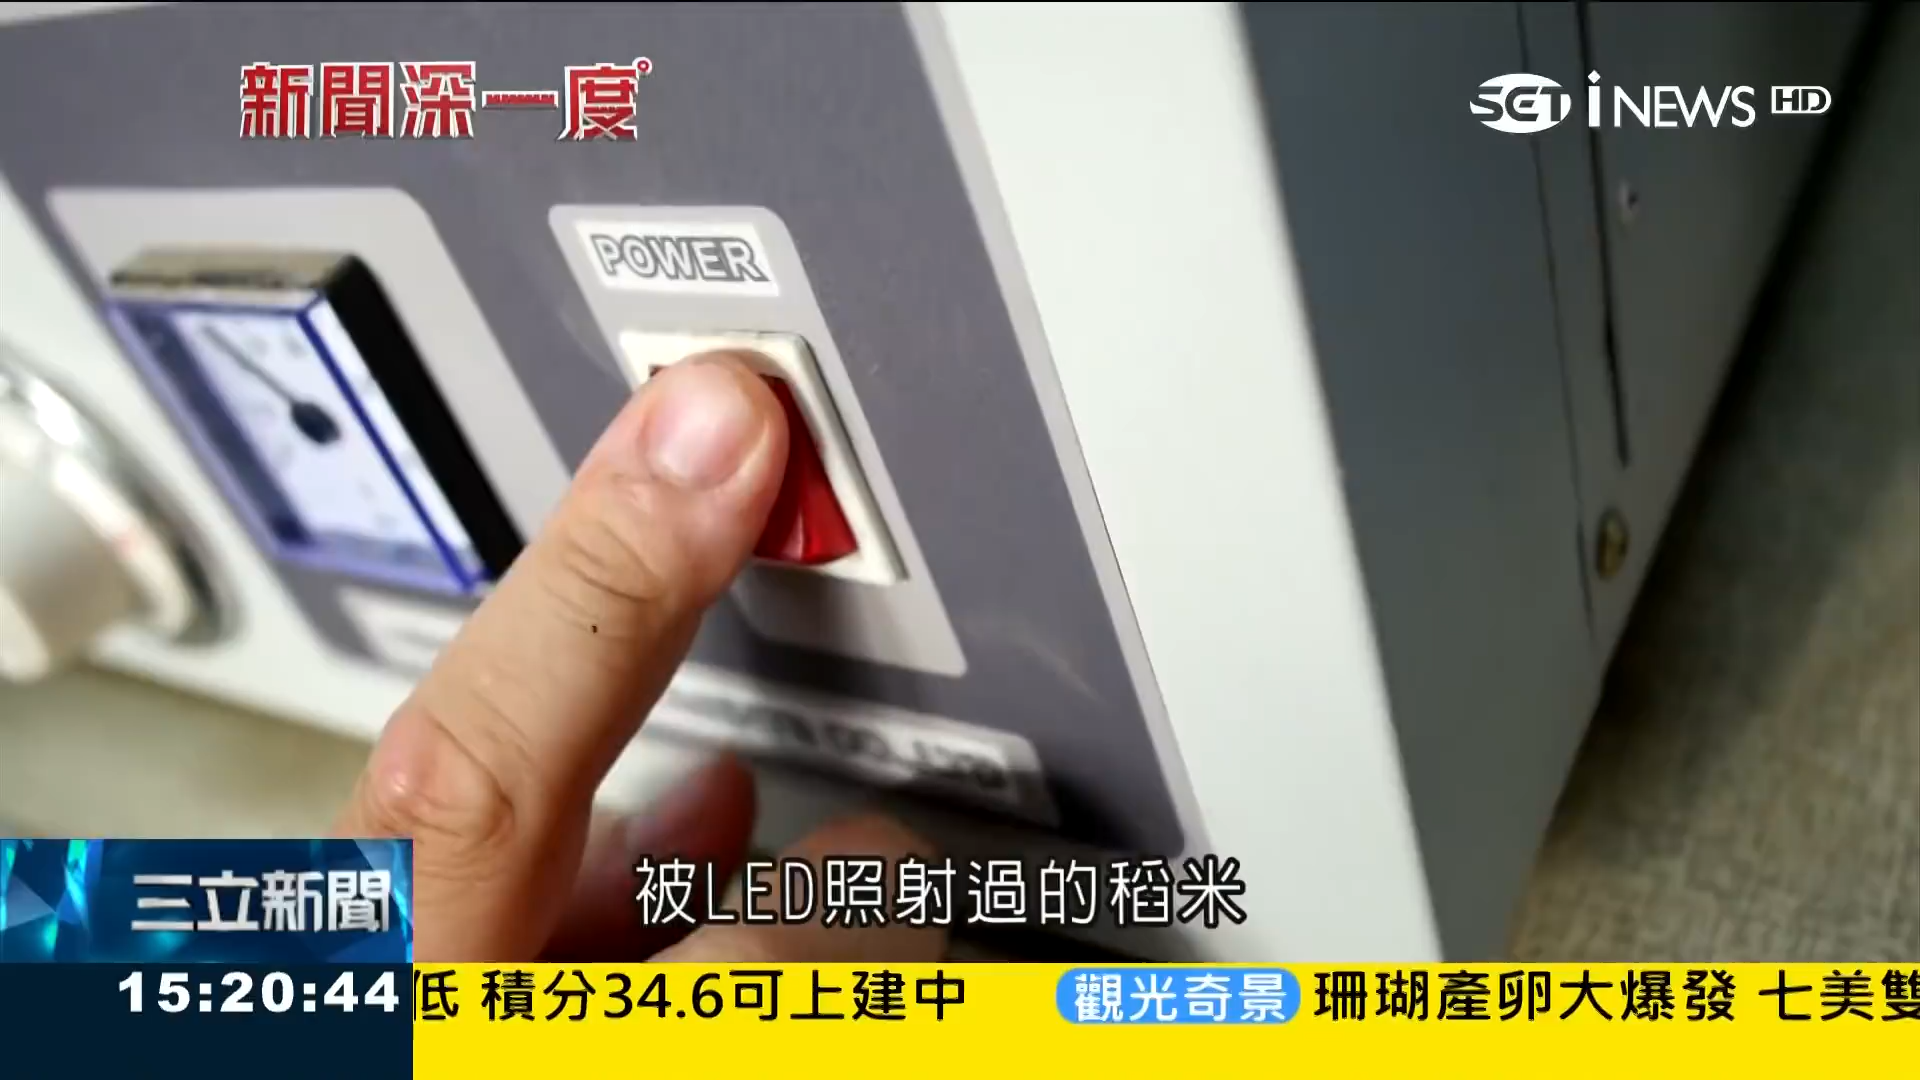 新聞深一度
SET iNEWS HD
POWER
被LED照射過的稻米
三立新聞
15:20:44
低 積分34.6可上建中 觀光奇景 珊瑚產卵大爆發 七美雙